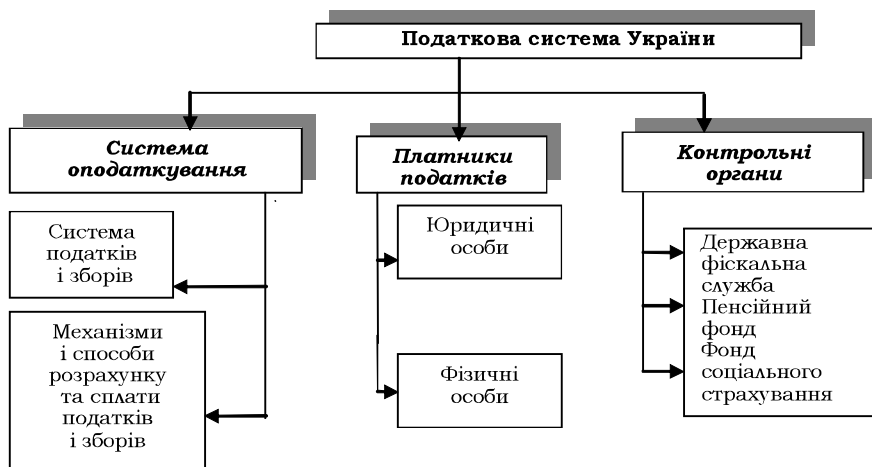 Податкова система України
Система
оподаткування
Платники
податків
Контрольні
органи
Система
податків
і зборів
Механізми
і способи
розрахунку
та сплати
податків
і зборів
Юридичні
особи
Фізичні
особи
Державна
фіскальна
служба
Пенсійний
фонд
Фонд
соціального
страхування